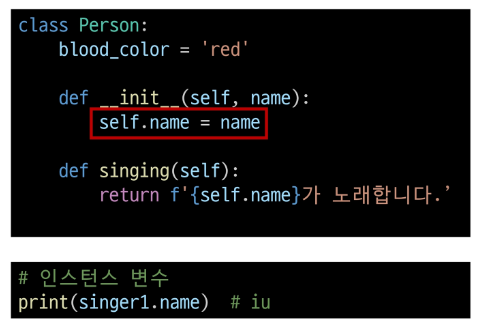 class Person:
    blood_color = 'red'

    def __init__(self, name):
        self.name = name

    def singing(self):
        return f'{self.name}가 노래합니다.’

# 인스턴스 변수
print(singer1.name)  # iu